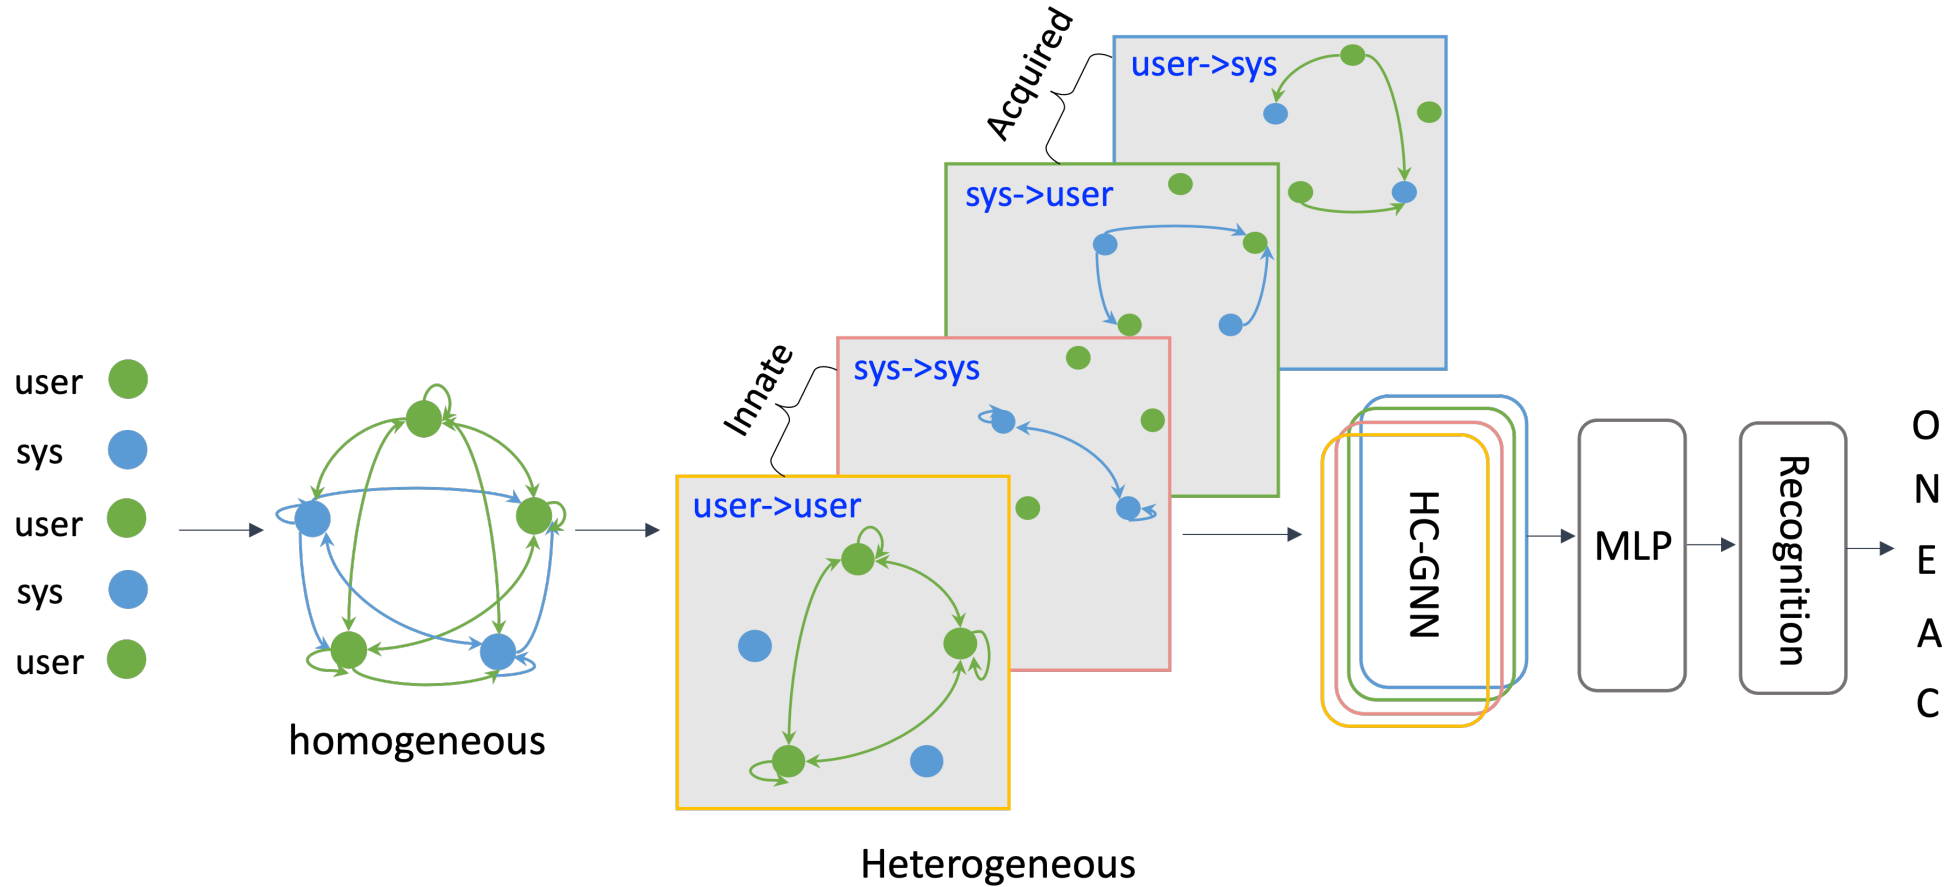 user
sys
user
sys
user
homogeneous
Innate
Acquired
user->user
sys->sys
sys->user
user->sys
Heterogeneous
HC-GNN
MLP
Recognition
O
N
E
A
C